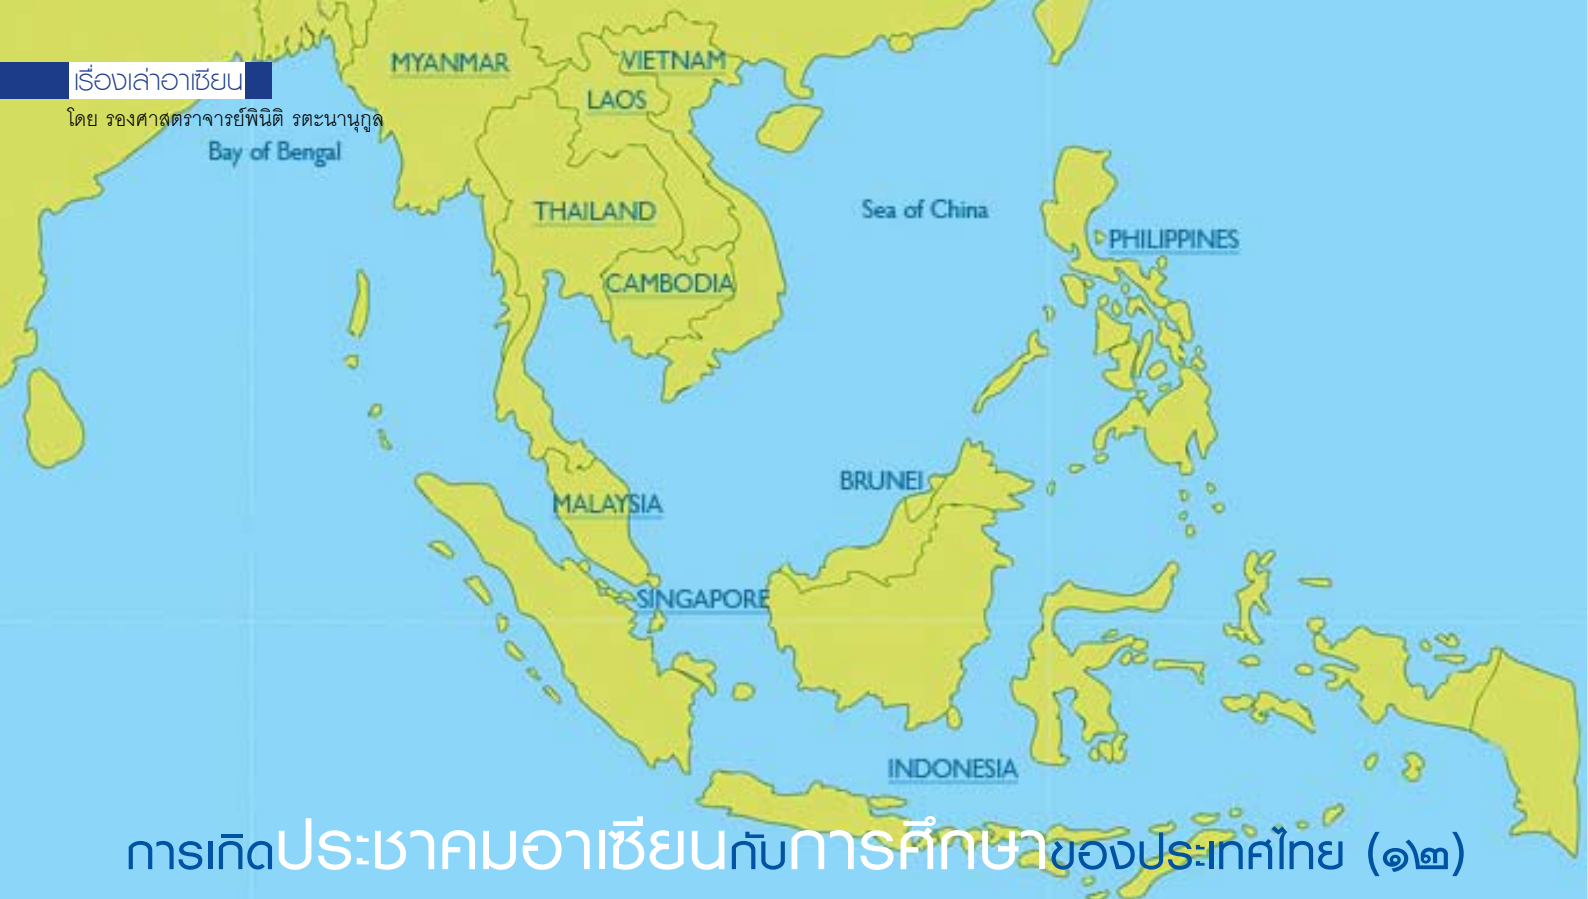 MYANMAR
VIETNAM
เรื่องเล่าอาเซียน
LAOS
โดย รองศาสตราจารย์พินิติ รตะนานุกูล
Bay of Bengal
THAILAND
Sea of China
PHILIPPINES
CAMBODIA
BRUNEI
MALAYSIA
SINGAPORE
INDONESIA
การเกิดประชาคมอาเซียนกับการศึกษาของประเทศไทย (๑๒)